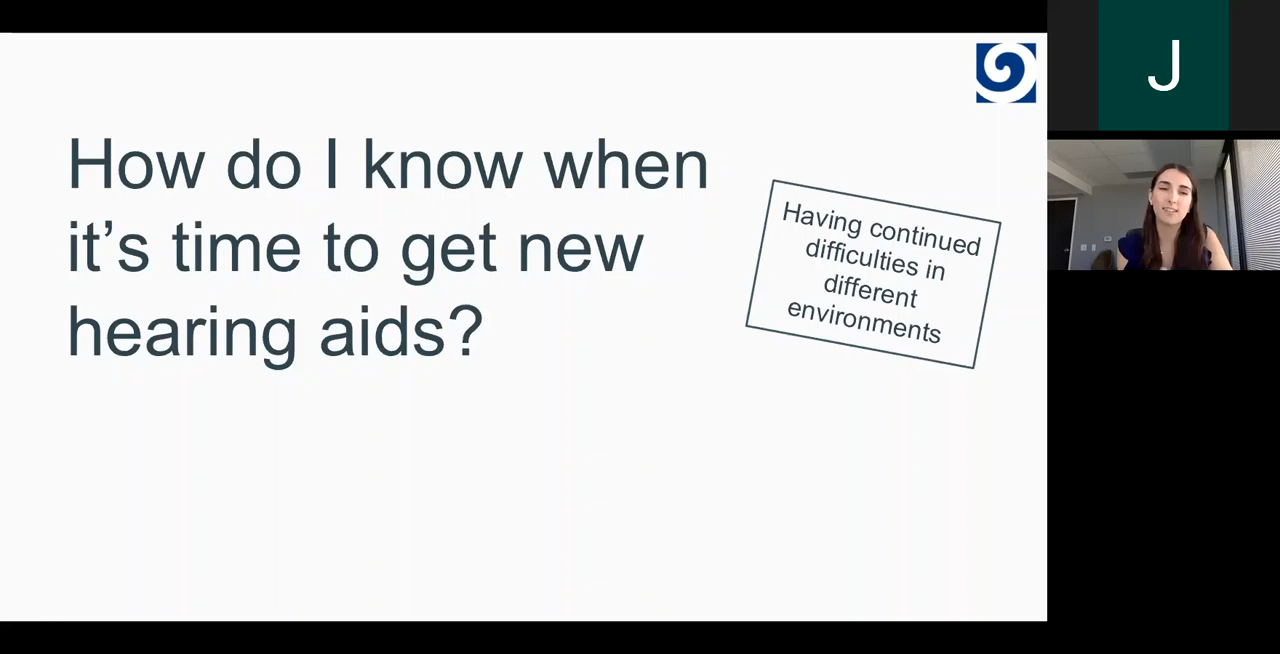 How do I know when
it’s time to get new
hearing aids?
Having continued
difficulties in
different
environments
J